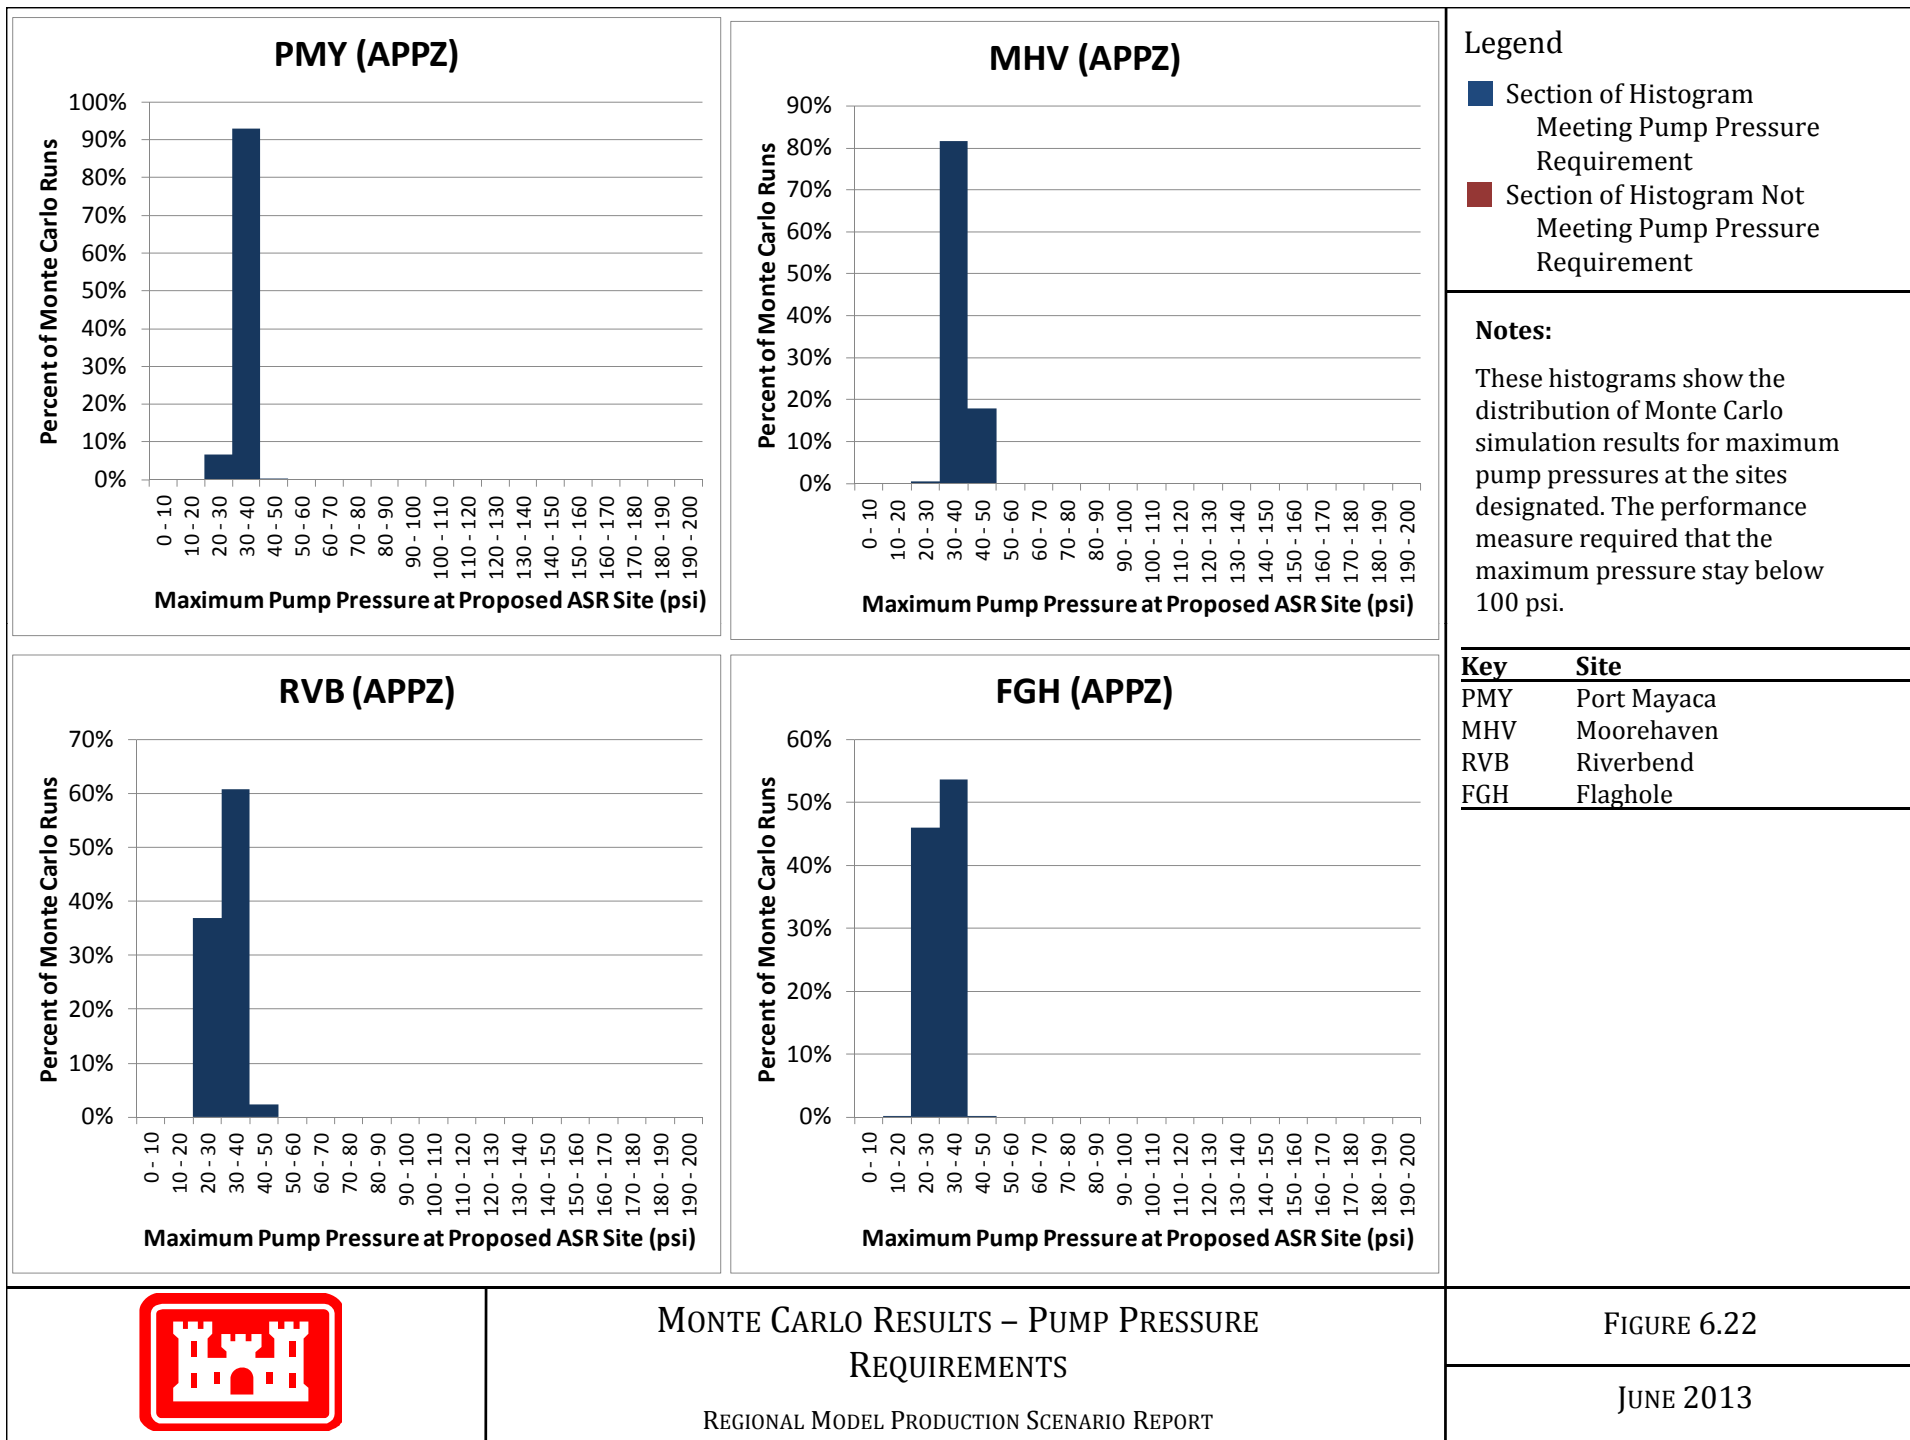 PMY (APPZ)
Percent of Monte Carlo Runs
100%
90%
80%
70%
60%
50%
40%
30%
20%
10%
0%
0 - 10
10 - 20
20 - 30
30 - 40
40 - 50
50 - 60
60 - 70
70 - 80
80 - 90
90 - 100
100 - 110
110 - 120
120 - 130
130 - 140
140 - 150
150 - 160
160 - 170
170 - 180
180 - 190
190 - 200
Maximum Pump Pressure at Proposed ASR Site (psi)
MHV (APPZ)
Percent of Monte Carlo Runs
90%
80%
70%
60%
50%
40%
30%
20%
10%
0%
0 - 10
10 - 20
20 - 30
30 - 40
40 - 50
50 - 60
60 - 70
70 - 80
80 - 90
90 - 100
100 - 110
110 - 120
120 - 130
130 - 140
140 - 150
150 - 160
160 - 170
170 - 180
180 - 190
190 - 200
Maximum Pump Pressure at Proposed ASR Site (psi)
RVB (APPZ)
Percent of Monte Carlo Runs
70%
60%
50%
40%
30%
20%
10%
0%
0 - 10
10 - 20
20 - 30
30 - 40
40 - 50
50 - 60
60 - 70
70 - 80
80 - 90
90 - 100
100 - 110
110 - 120
120 - 130
130 - 140
140 - 150
150 - 160
160 - 170
170 - 180
180 - 190
190 - 200
Maximum Pump Pressure at Proposed ASR Site (psi)
FGH (APPZ)
Percent of Monte Carlo Runs
60%
50%
40%
30%
20%
10%
0%
0 - 10
10 - 20
20 - 30
30 - 40
40 - 50
50 - 60
60 - 70
70 - 80
80 - 90
90 - 100
100 - 110
110 - 120
120 - 130
130 - 140
140 - 150
150 - 160
160 - 170
170 - 180
180 - 190
190 - 200
Maximum Pump Pressure at Proposed ASR Site (psi)
Legend
Section of Histogram
Meeting Pump Pressure
Requirement
Section of Histogram Not
Meeting Pump Pressure
Requirement
Notes:
These histograms show the
distribution of Monte Carlo
simulation results for maximum
pump pressures at the sites
designated. The performance
measure required that the
maximum pressure stay below
100 psi.
Key Site
PMY Port Mayaca
MHV Moorehaven
RVB Riverbend
FGH Flaghole
MONTE CARLO RESULTS – PUMP PRESSURE
REQUIREMENTS
REGIONAL MODEL PRODUCTION SCENARIO REPORT
FIGURE 6.22
JUNE 2013